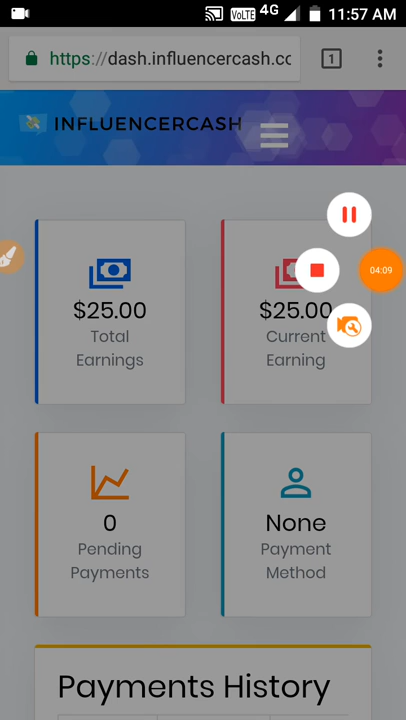 VoLTE 4G 11:57 AM
https://dash.influencercash.cc 1
INFLUENCERCASH
$25.00
Total
Earnings
$25.00
Current
Earning
04:09
0
Pending
Payments
None
Payment
Method
Payments History